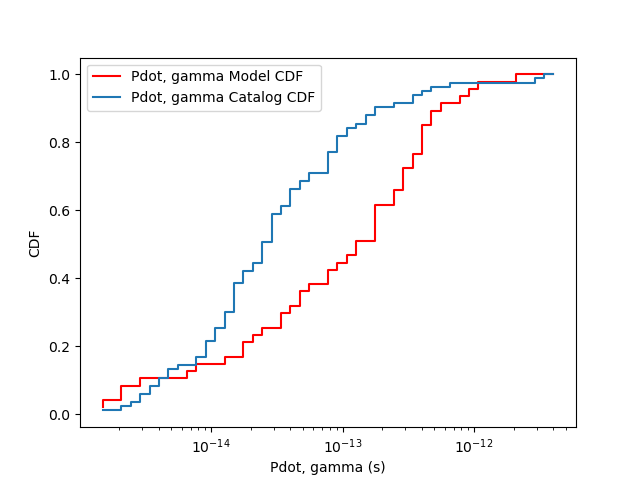 Pdot, gamma Model CDF
Pdot, gamma Catalog CDF
1.0
0.8
0.6
0.4
0.2
0.0
CDF
10⁻¹⁴
10⁻¹³
10⁻¹²
Pdot, gamma (s)